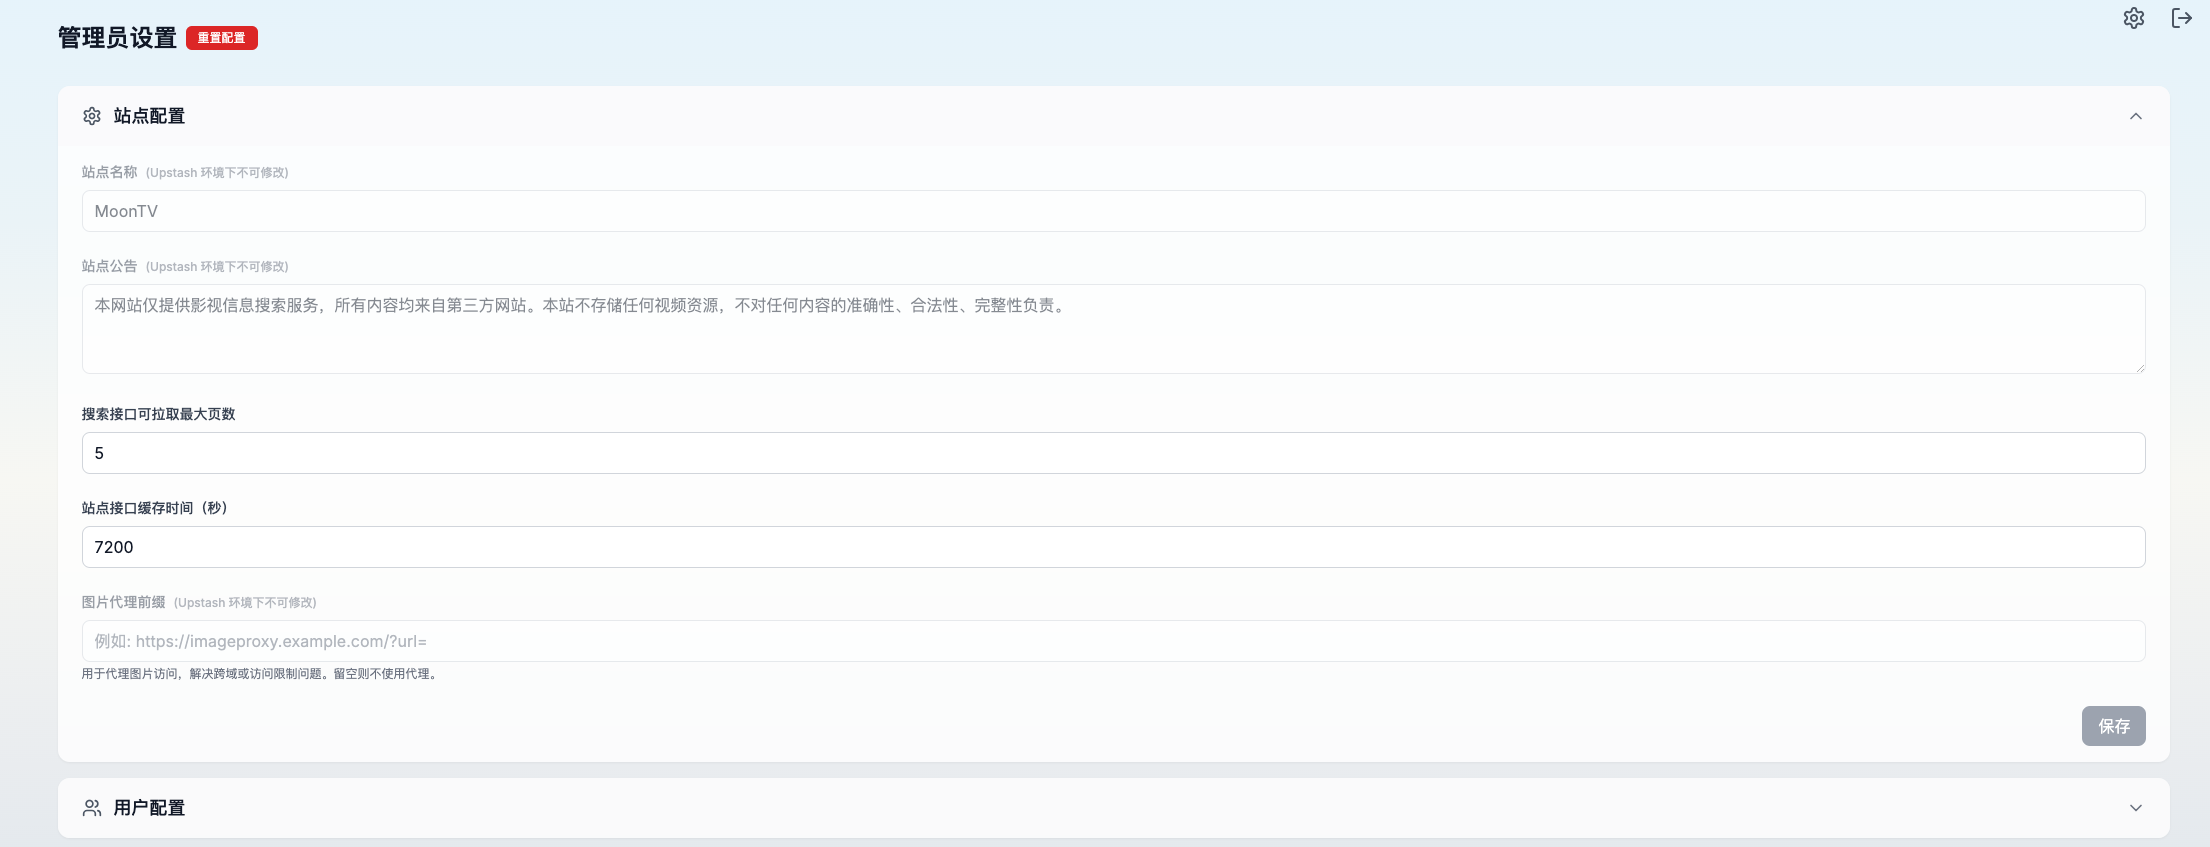 管理员设置 重置配置
站点配置
站点名称 (Upstash 环境下不可修改)
MoonTV
站点公告 (Upstash 环境下不可修改)
本网站仅提供影视信息搜索服务，所有内容均来自第三方网站。本站不存储任何视频资源，不对任何内容的准确性、合法性、完整性负责。
搜索接口可拉取最大页数
5
站点接口缓存时间（秒）
7200
图片代理前缀 (Upstash 环境下不可修改)
例如: https://imageproxy.example.com/?url=
用于代理图片访问，解决跨域或访问限制问题。留空则不使用代理。
保存
用户配置